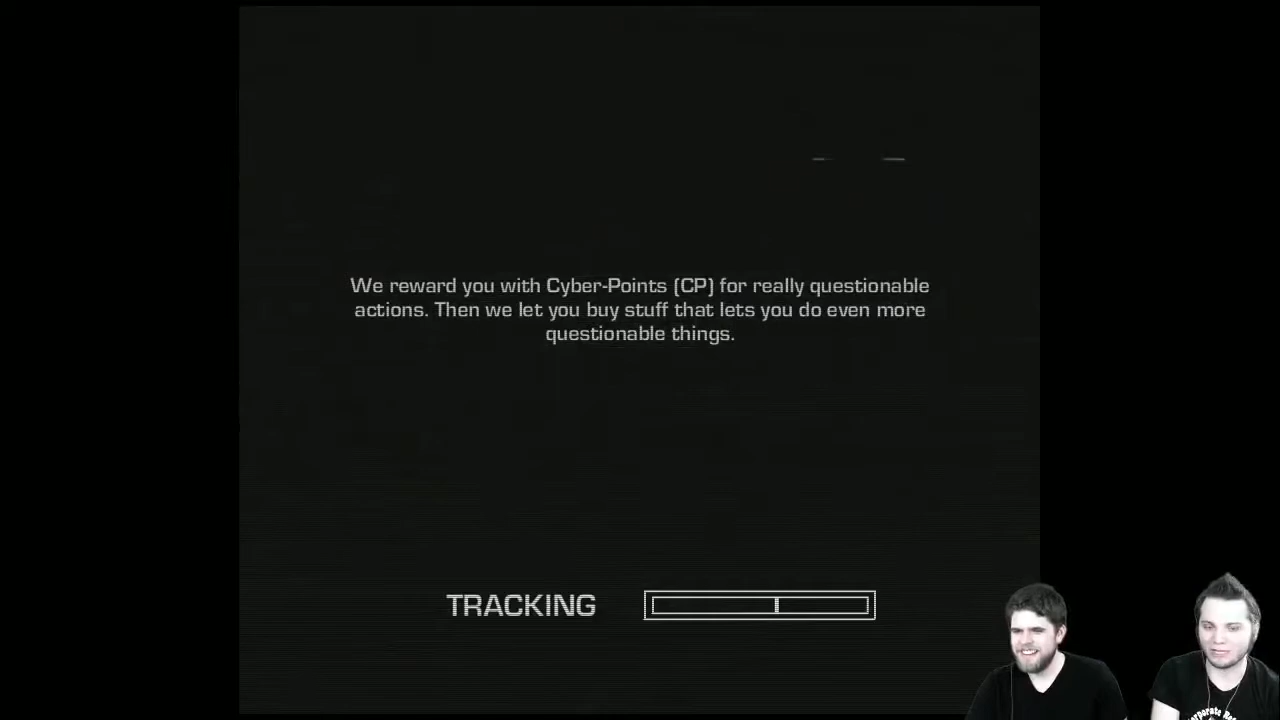 We reward you with Cyber-Points (CP) for really questionable
actions. Then we let you buy stuff that lets you do even more
questionable things.
TRACKING